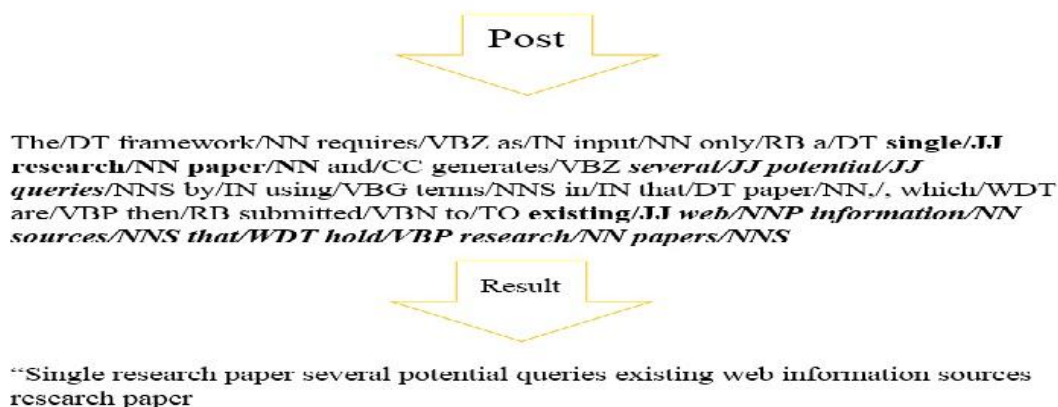 Post
The/DT framework/NN requires/VBZ as/IN input/NN only/RB a/DT single/JJ
research/NN paper/NN and/CC generates/VBZ several/JJ potential/JJ
queries/NNS by/IN using/VBG terms/NNS in/IN that/DT paper/NN,/, which/WDT
are/VBP then/RB submitted/VBN to/TO existing/JJ web/NNP information/NN
sources/NNS that/WDT hold/VBP research/NN papers/NNS
Result
“Single research paper several potential queries existing web information sources
research paper